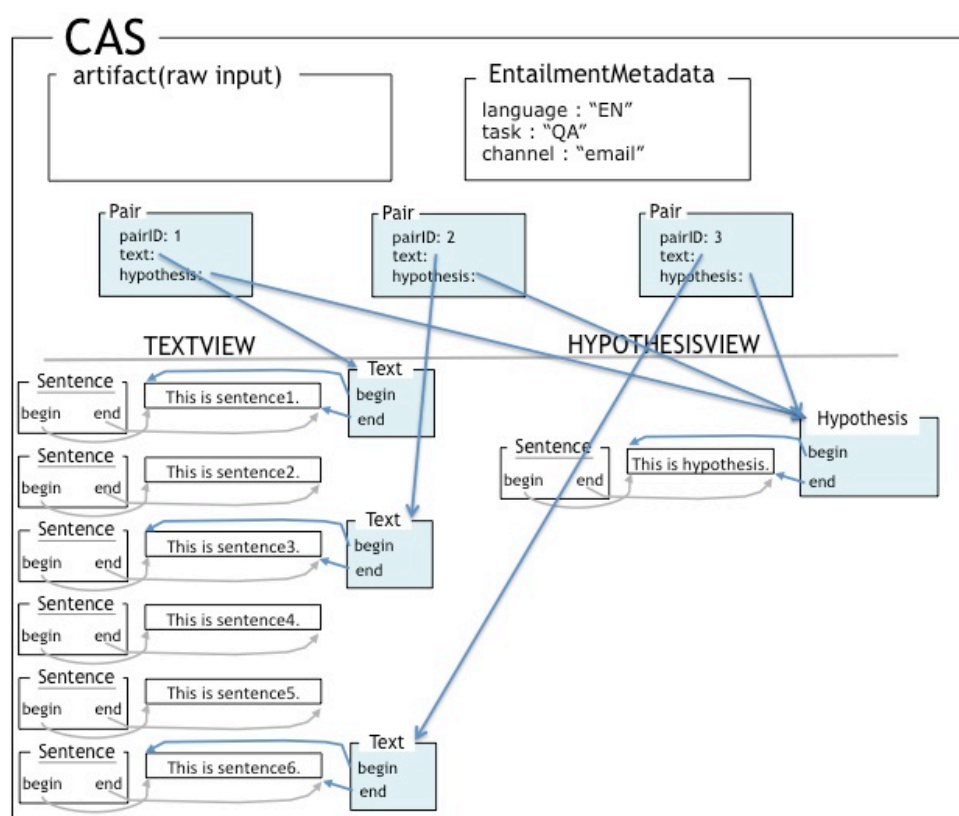 CAS
artifact(raw input)
EntailmentMetadata
language : “EN”
task : “QA”
channel : “email”
Pair
pairID: 1
text:
hypothesis:
Pair
pairID: 2
text:
hypothesis:
Pair
pairID: 3
text:
hypothesis:
TEXTVIEW
HYPOTHESISVIEW
Sentence
begin end
This is sentence1.
Text
begin
end
Sentence
begin end
This is sentence2.
Sentence
begin end
This is sentence3.
Text
begin
end
Sentence
begin end
This is sentence4.
Sentence
begin end
This is sentence5.
Sentence
begin end
This is sentence6.
Text
begin
end
Sentence
begin end
This is hypothesis.
Hypothesis
begin
end